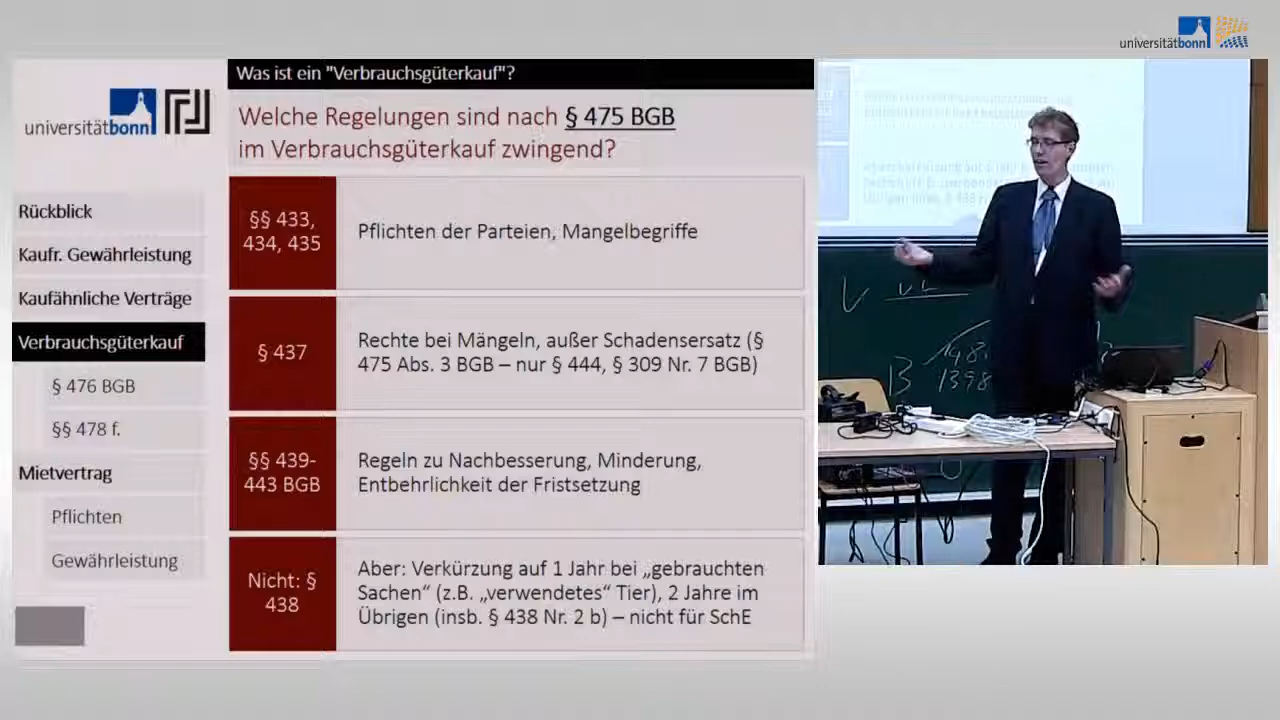 universitätbonn
Was ist ein "Verbrauchsgüterkauf"?
universitätbonn
Welche Regelungen sind nach § 475 BGB
im Verbrauchsgüterkauf zwingend?
Rückblick
Kaufr. Gewährleistung
Kaufähnliche Verträge
Verbrauchsgüterkauf
§ 476 BGB
§§ 478 f.
Mietvertrag
Pflichten
Gewährleistung
§§ 433,
434, 435
Pflichten der Parteien, Mangelbegriffe
§ 437
Rechte bei Mängeln, außer Schadensersatz (§
475 Abs. 3 BGB – nur § 444, § 309 Nr. 7 BGB)
§§ 439-
443 BGB
Regeln zu Nachbesserung, Minderung,
Entbehrlichkeit der Fristsetzung
Nicht: §
438
Aber: Verkürzung auf 1 Jahr bei „gebrauchten
Sachen“ (z.B. „verwendetes“ Tier), 2 Jahre im
Übrigen (insb. § 438 Nr. 2 b) – nicht für SchE
V VK
B
1398